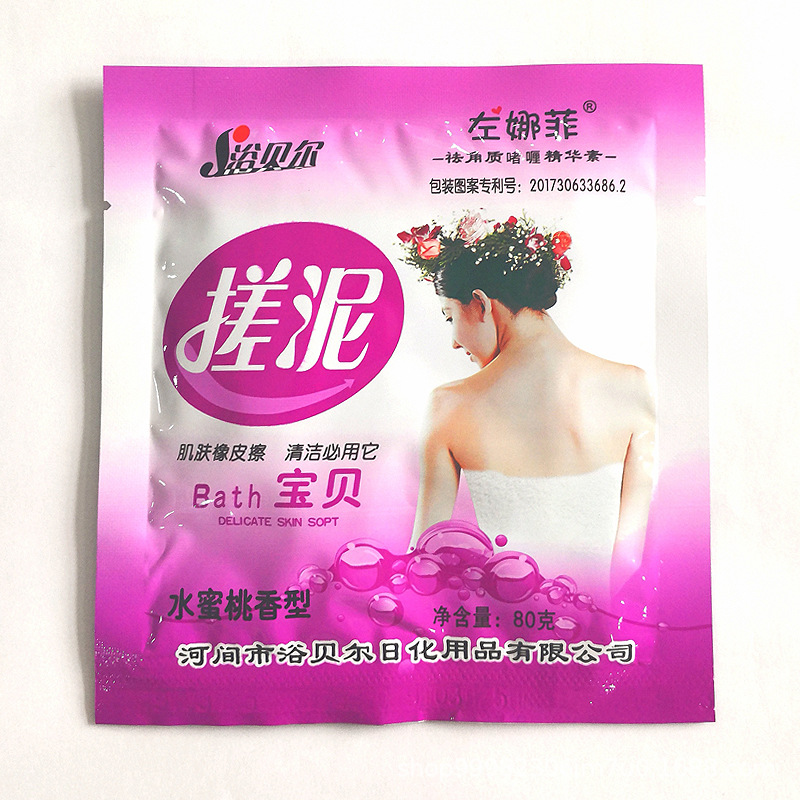 浴贝尔
左娜菲®
-祛角质啫喱精华素-
包装图案专利号：201730633686.2
搓泥
肌肤橡皮擦 清洁必用它
Bath 宝贝
DELICATE SKIN SOPT
水蜜桃香型
净含量：80克
河间市浴贝尔日化用品有限公司